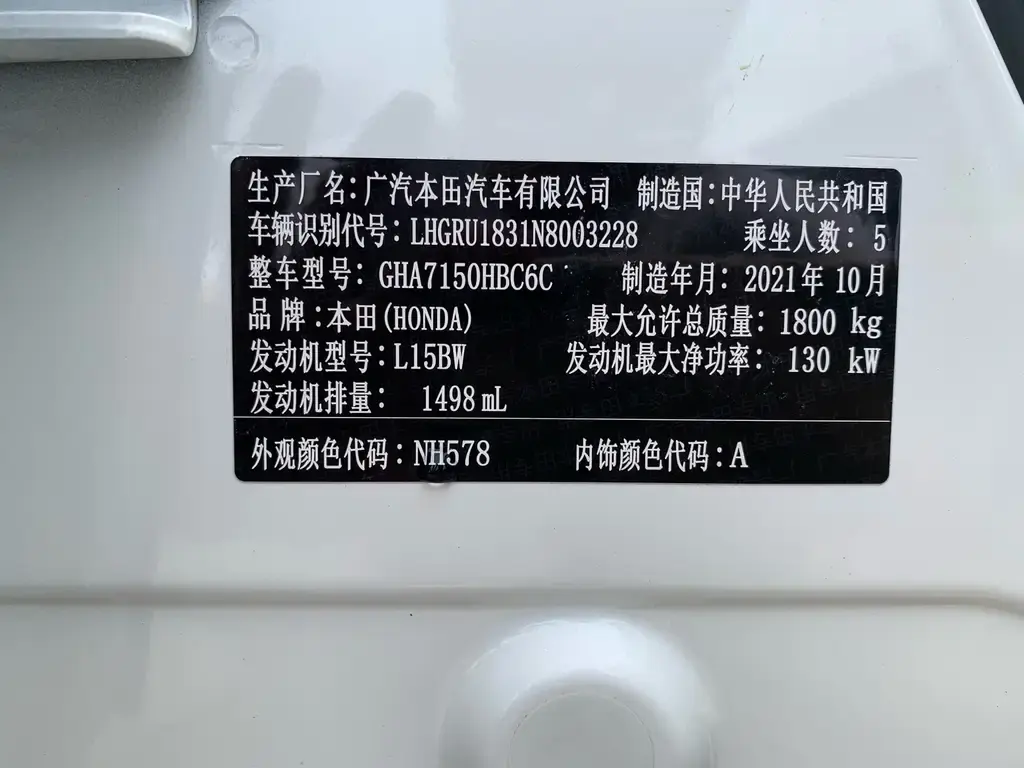 生产厂名:广汽本田汽车有限公司 制造国:中华人民共和国
车辆识别代号: LHGRU1831N8003228 乘坐人数: 5
整车型号: GHA7150HBC6C 制造年月: 2021年10月
品牌:本田(HONDA) 最大允许总质量: 1800 kg
发动机型号: L15BW 发动机最大净功率: 130 kW
发动机排量: 1498 mL
外观颜色代码: NH578 内饰颜色代码: A